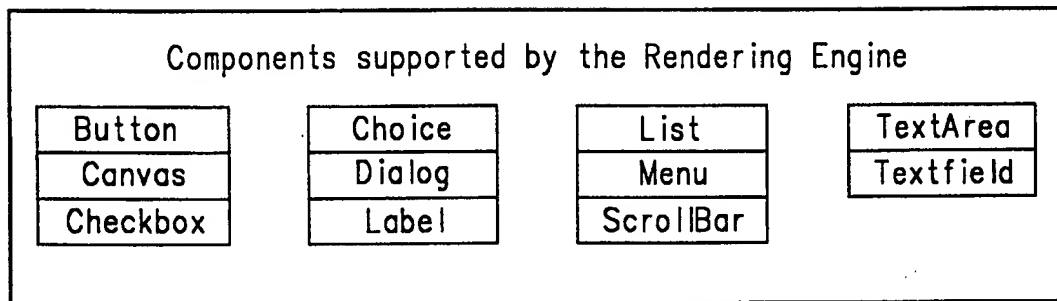 Components supported by the Rendering Engine
Button
Canvas
Checkbox
Choice
Dialog
Label
List
Menu
ScrollBar
TextArea
Textfield